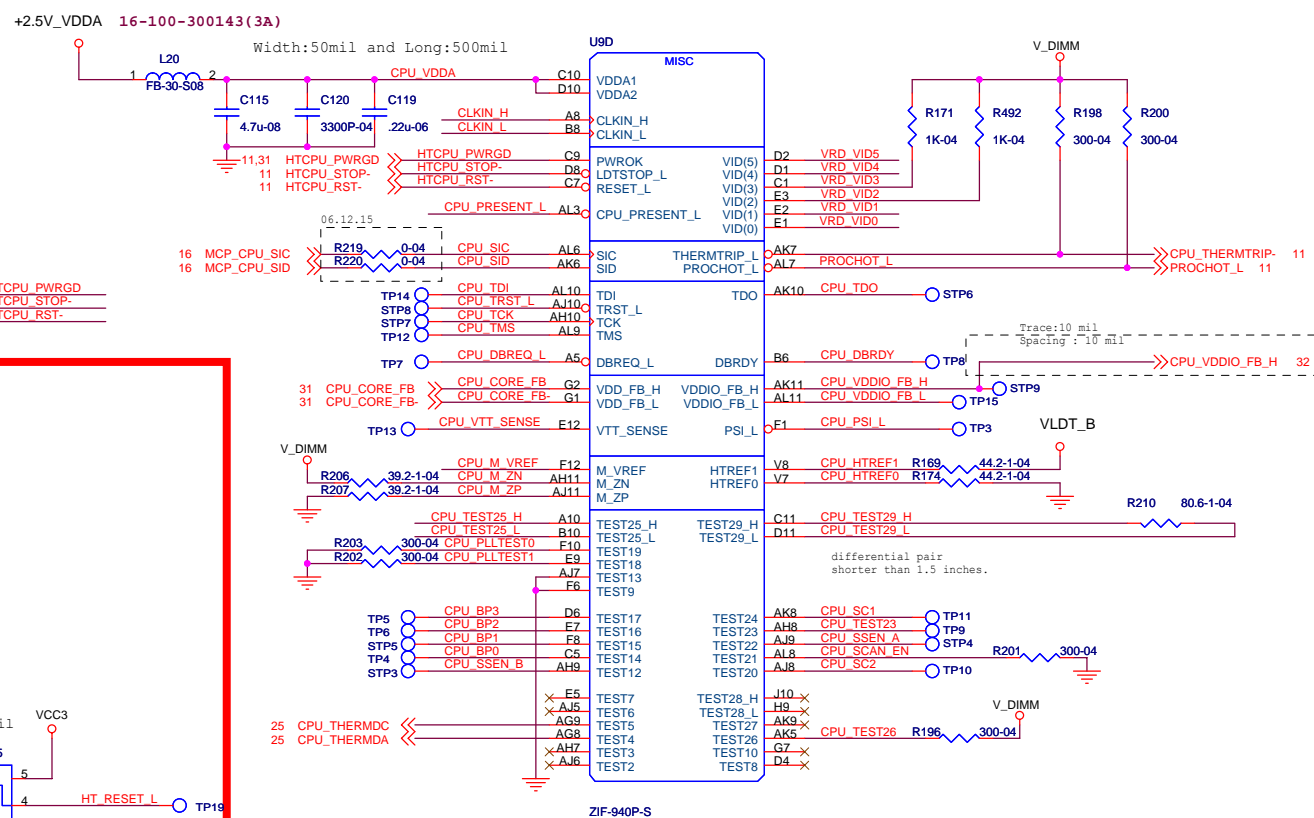 +2.5V_VDDA 16-100-300143(3A)
Width:50mil and Long:500mil
L20
1 2
FB-30-S08
CPU_VDDA
C115
4.7u-08
C120
3300P-04
C119
.22u-06
U9D
MISC
C10 VDDA1
D10 VDDA2
CLKIN_H A8 CLKIN_H
CLKIN_L B8 CLKIN_L
11,31 HTCPU_PWRGD HTCPU_PWRGD C9 PWROK
11 HTCPU_STOP- HTCPU_STOP- D8 LDTSTOP_L
11 HTCPU_RST- HTCPU_RST- C7 RESET_L
CPU_PRESENT_L AL3 CPU_PRESENT_L
VID(5) D2 VRD_VID5
VID(4) D1 VRD_VID4
VID(3) C1 VRD_VID3
VID(2) E3 VRD_VID2
VID(1) E2 VRD_VID1
VID(0) E1 VRD_VID0
V_DIMM
R171
1K-04
R492
1K-04
R198
300-04
R200
300-04
06.12.15
16 MCP_CPU_SIC R219 0-04 CPU_SIC AL6 SIC
16 MCP_CPU_SID R220 0-04 CPU_SID AK6 SID
THERMTRIP_L AK7 CPU_THERMTRIP- 11
PROCHOT_L AL7 PROCHOT_L PROCHOT_L 11
TCPU_PWRGD
TCPU_STOP-
TCPU_RST-
TP14 CPU_TDI AL10 TDI
STP8 CPU_TRST_L AJ10 TRST_L
STP7 CPU_TCK AH10 TCK
TP12 CPU_TMS AL9 TMS
TDO AK10 CPU_TDO STP6
TP7 CPU_DBREQ_L A5 DBREQ_L
DBRDY B6 CPU_DBRDY TP8
Trace:10 mil
Spacing : 10 mil
CPU_VDDIO_FB_H 32
31 CPU_CORE_FB CPU_CORE_FB G2 VDD_FB_H
31 CPU_CORE_FB- CPU_CORE_FB- G1 VDD_FB_L
VDDIO_FB_H AK11 CPU_VDDIO_FB_H STP9
VDDIO_FB_L AL11 CPU_VDDIO_FB_L TP15
TP13 CPU_VTT_SENSE E12 VTT_SENSE
PSI_L F1 CPU_PSI_L TP3
V_DIMM
VLDT_B
CPU_M_VREF F12 M_VREF
R206 39.2-1-04 CPU_M_ZN AH11 M_ZN
R207 39.2-1-04 CPU_M_ZP AJ11 M_ZP
HTREF1 V8 CPU_HTREF1 R169 44.2-1-04
HTREF0 V7 CPU_HTREF0 R174 44.2-1-04
R210 80.6-1-04
CPU_TEST25_H A10 TEST25_H
CPU_TEST25_L B10 TEST25_L
R203 300-04 CPU_PLLTEST0 F10 TEST19
R202 300-04 CPU_PLLTEST1 E9 TEST18
AJ7 TEST13
F6 TEST9
TEST29_H C11 CPU_TEST29_H
TEST29_L D11 CPU_TEST29_L
differential pair
shorter than 1.5 inches.
TP5 CPU_BP3 D6 TEST17
TP6 CPU_BP2 E7 TEST16
STP5 CPU_BP1 F8 TEST15
TP4 CPU_BP0 C5 TEST14
STP3 CPU_SSEN_B AH9 TEST12
TEST24 AK8 CPU_SC1 TP11
TEST23 AH8 CPU_TEST23 TP9
TEST22 AJ9 CPU_SSEN_A STP4
TEST21 AL8 CPU_SCAN_EN R201 300-04
TEST20 AJ8 CPU_SC2 TP10
E5 TEST7
AJ5 TEST6
25 CPU_THERMDC AG9 TEST5
25 CPU_THERMDA AG8 TEST4
AH7 TEST3
AJ6 TEST2
TEST28_H J10
TEST28_L H9
TEST27 AK9
TEST26 AK5 CPU_TEST26 R196 300-04
V_DIMM
TEST10 G7
TEST8 D4
VCC3
5
4 HT_RESET_L TP19
ZIF-940P-S